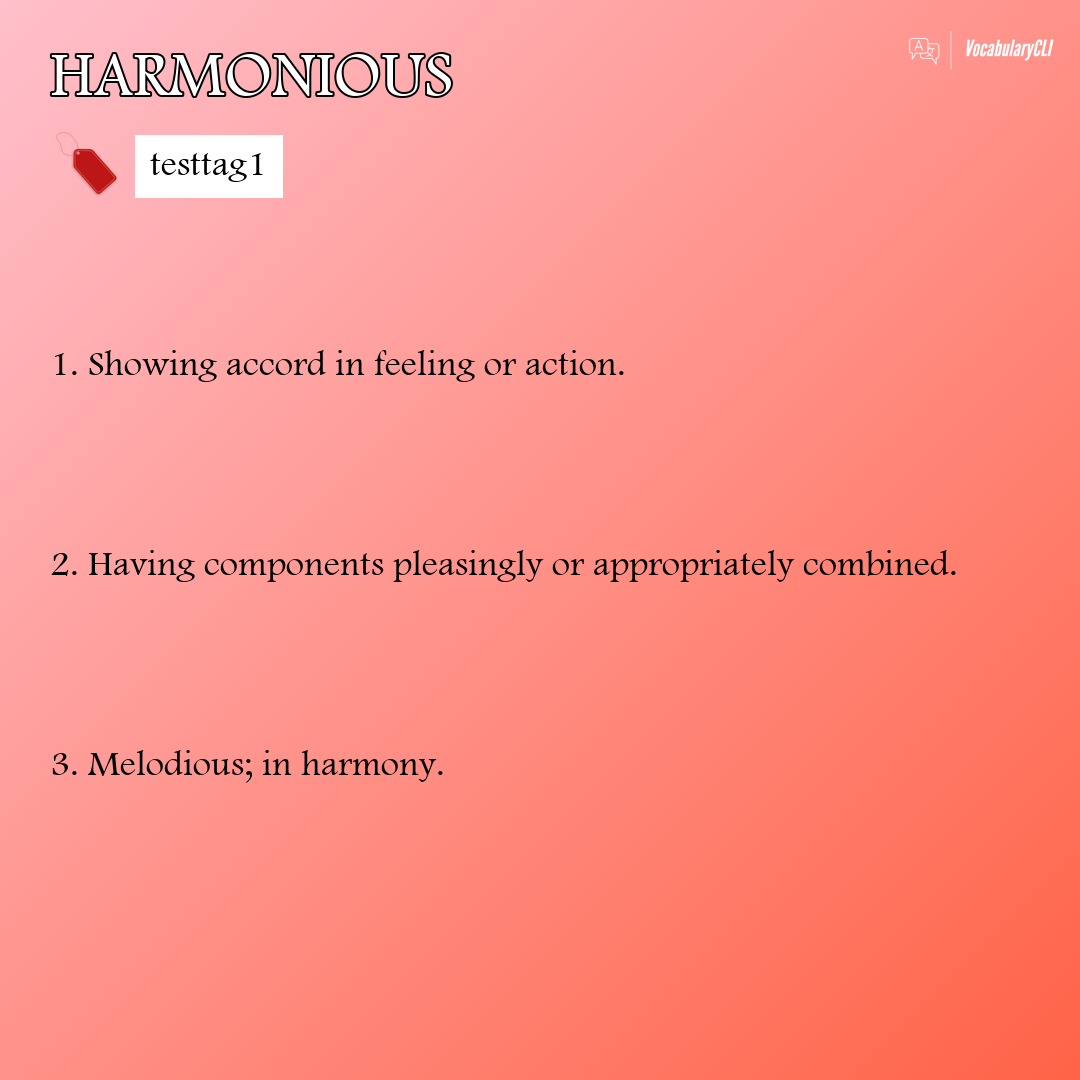 HARMONIOUS
VocabularyCLI
testtag1
1. Showing accord in feeling or action.
2. Having components pleasingly or appropriately combined.
3. Melodious; in harmony.